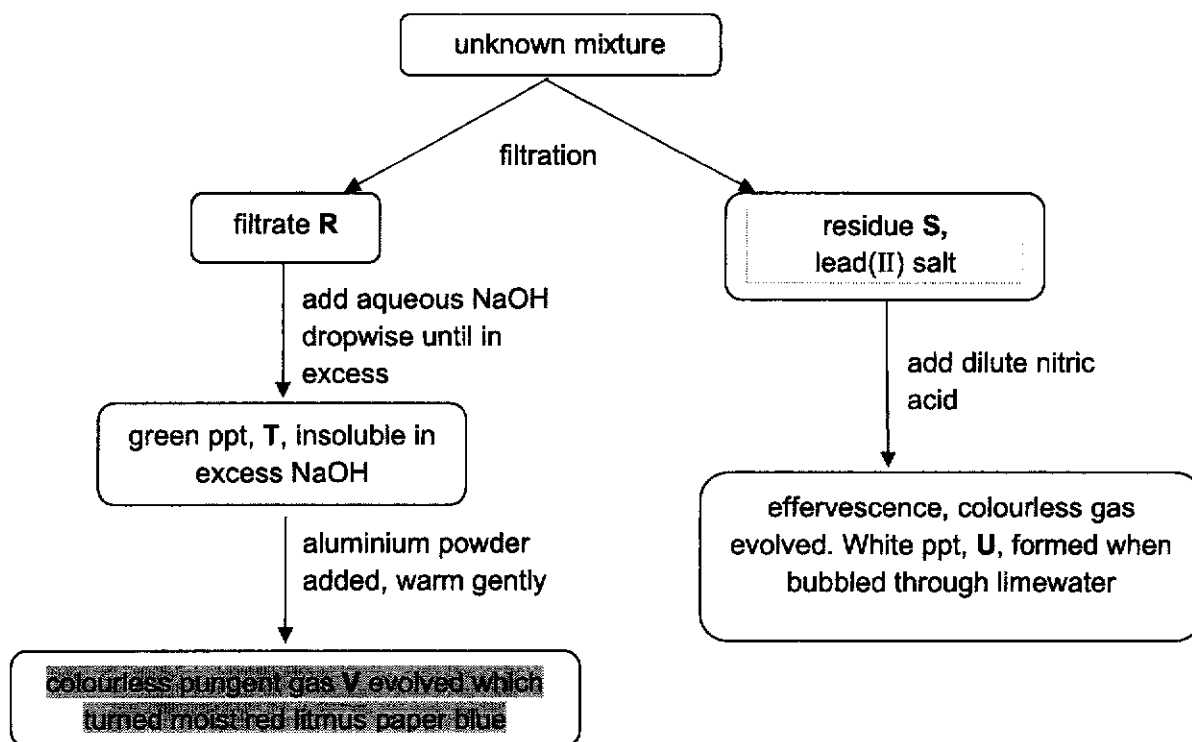 unknown mixture
filtration
filtrate R
residue S,
lead(II) salt
add aqueous NaOH
dropwise until in
excess
add dilute nitric
acid
green ppt, T, insoluble in
excess NaOH
effervescence, colourless gas
evolved. White ppt, U, formed when
bubbled through limewater
aluminium powder
added, warm gently
colourless pungent gas V evolved which
turned moist red litmus paper blue